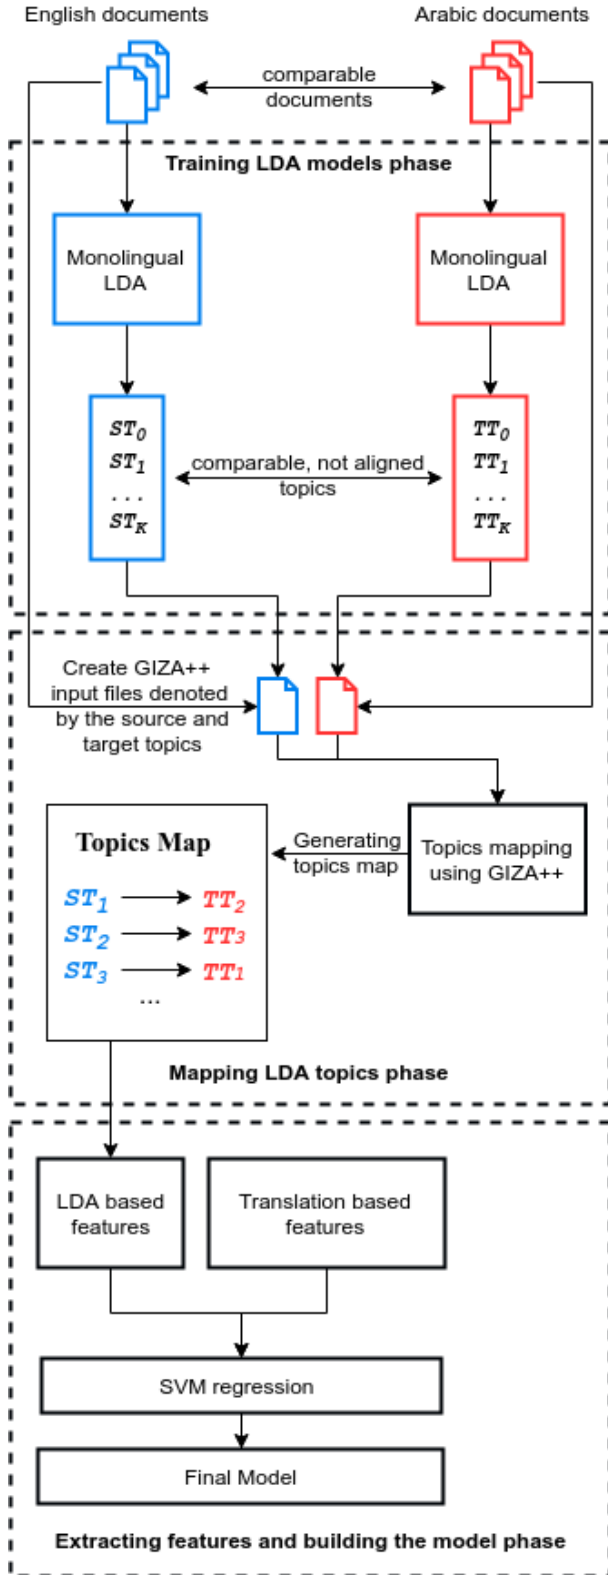 English documents
Arabic documents
comparable
documents
Training LDA models phase
Monolingual
LDA
Monolingual
LDA
ST0
ST1
...
STK
TT0
TT1
...
TTK
comparable, not aligned
topics
Create GIZA++
input files denoted
by the source and
target topics
Topics Map
ST1 → TT2
ST2 → TT3
ST3 → TT1
...
Generating
topics map
Topics mapping
using GIZA++
Mapping LDA topics phase
LDA based
features
Translation based
features
SVM regression
Final Model
Extracting features and building the model phase